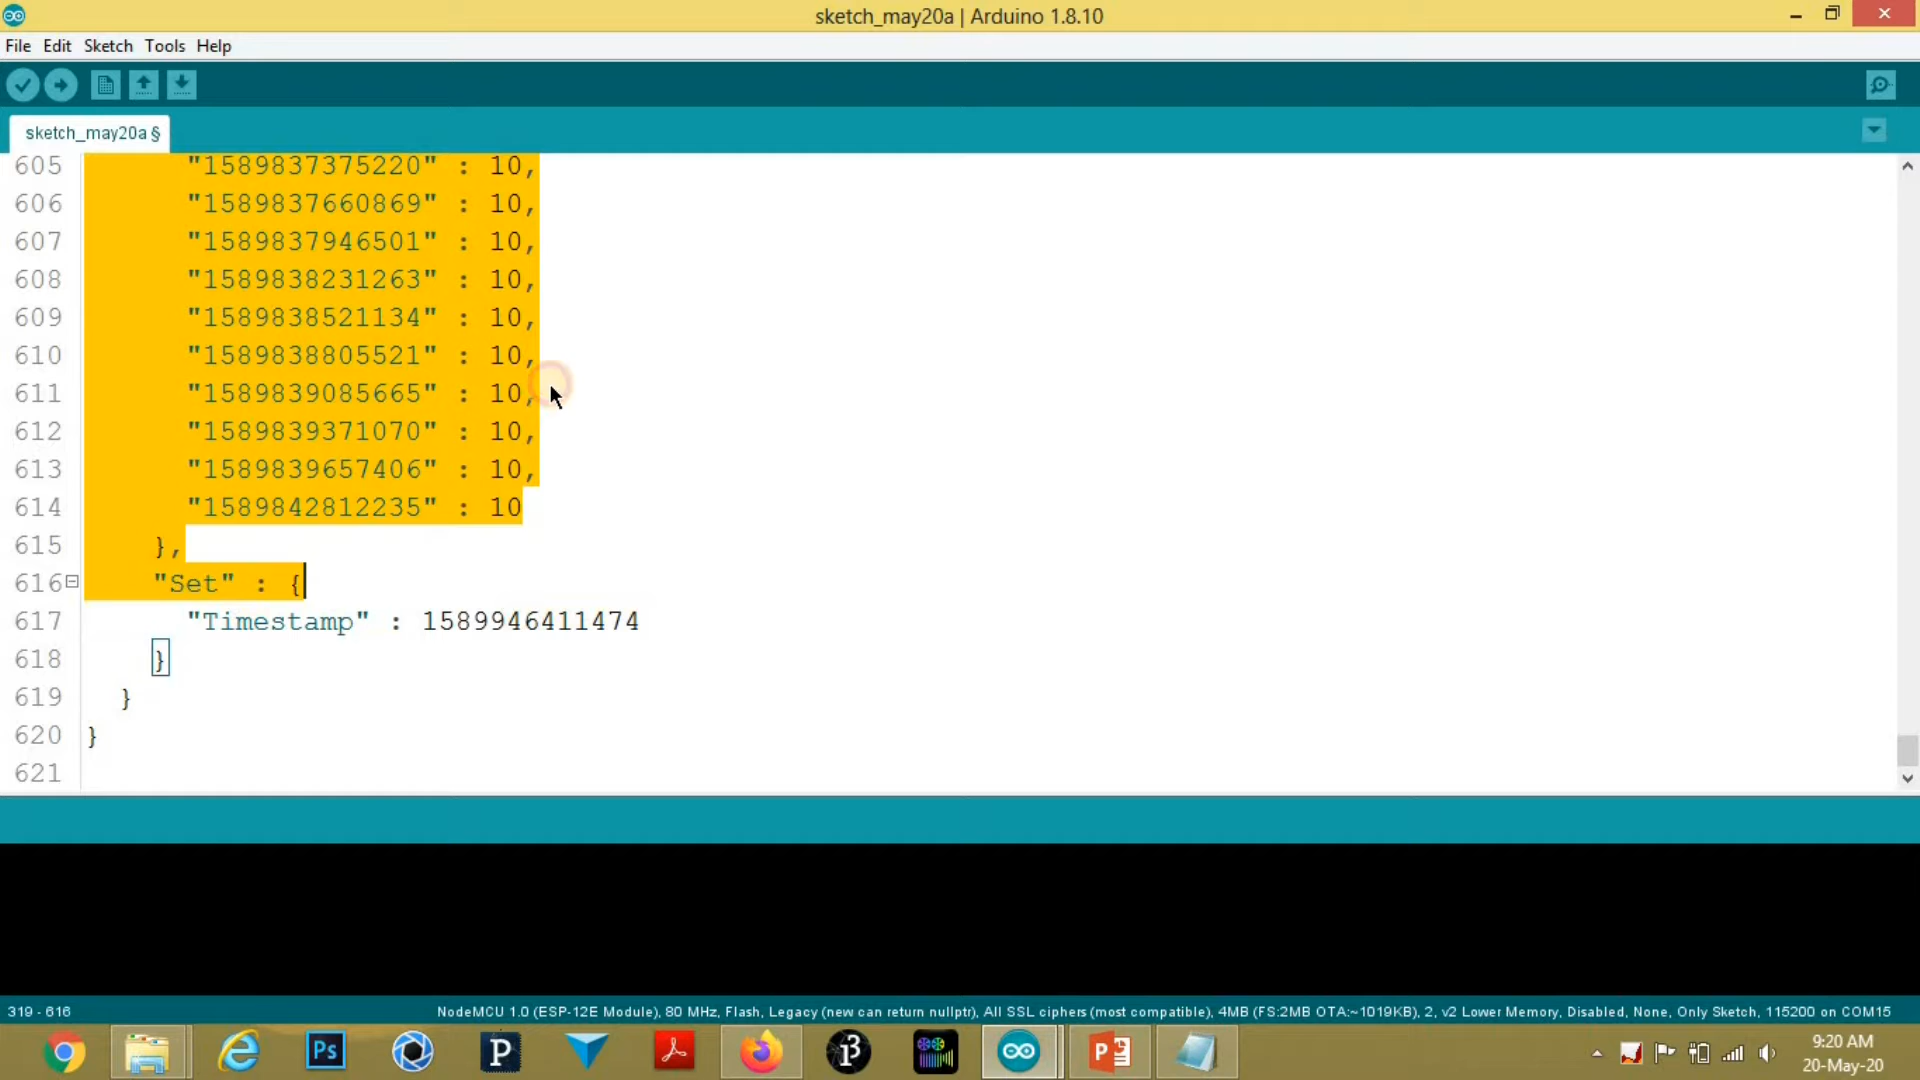 sketch_may20a | Arduino 1.8.10
File Edit Sketch Tools Help
sketch_may20a §
605 "1589837375220" : 10,
606 "1589837660869" : 10,
607 "1589837946501" : 10,
608 "1589838231263" : 10,
609 "1589838521134" : 10,
610 "1589838805521" : 10,
611 "1589839085665" : 10,
612 "1589839371070" : 10,
613 "1589839657406" : 10,
614 "1589842812235" : 10
615 },
616 "Set" : {
617 "Timestamp" : 1589946411474
618 }
619 }
620 }
621
319 - 616 NodeMCU 1.0 (ESP-12E Module), 80 MHz, Flash, Legacy (new can return nullptr), All SSL ciphers (most compatible), 4MB (FS:2MB OTA:~1019KB), 2, v2 Lower Memory, Disabled, None, Only Sketch, 115200 on COM15
Ps P i3 P
9:20 AM
20-May-20